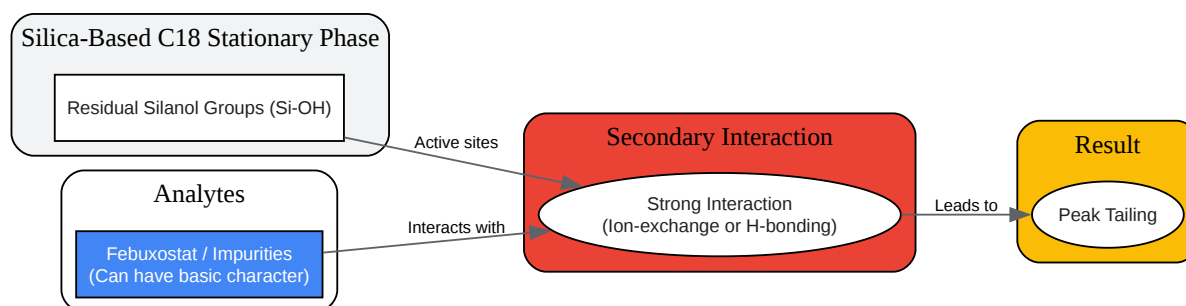 Silica-Based C18 Stationary Phase
Residual Silanol Groups (Si-OH)
Active sites
Analytes
Febuxostat / Impurities
(Can have basic character)
Interacts with
Secondary Interaction
Strong Interaction
(Ion-exchange or H-bonding)
Leads to
Result
Peak Tailing